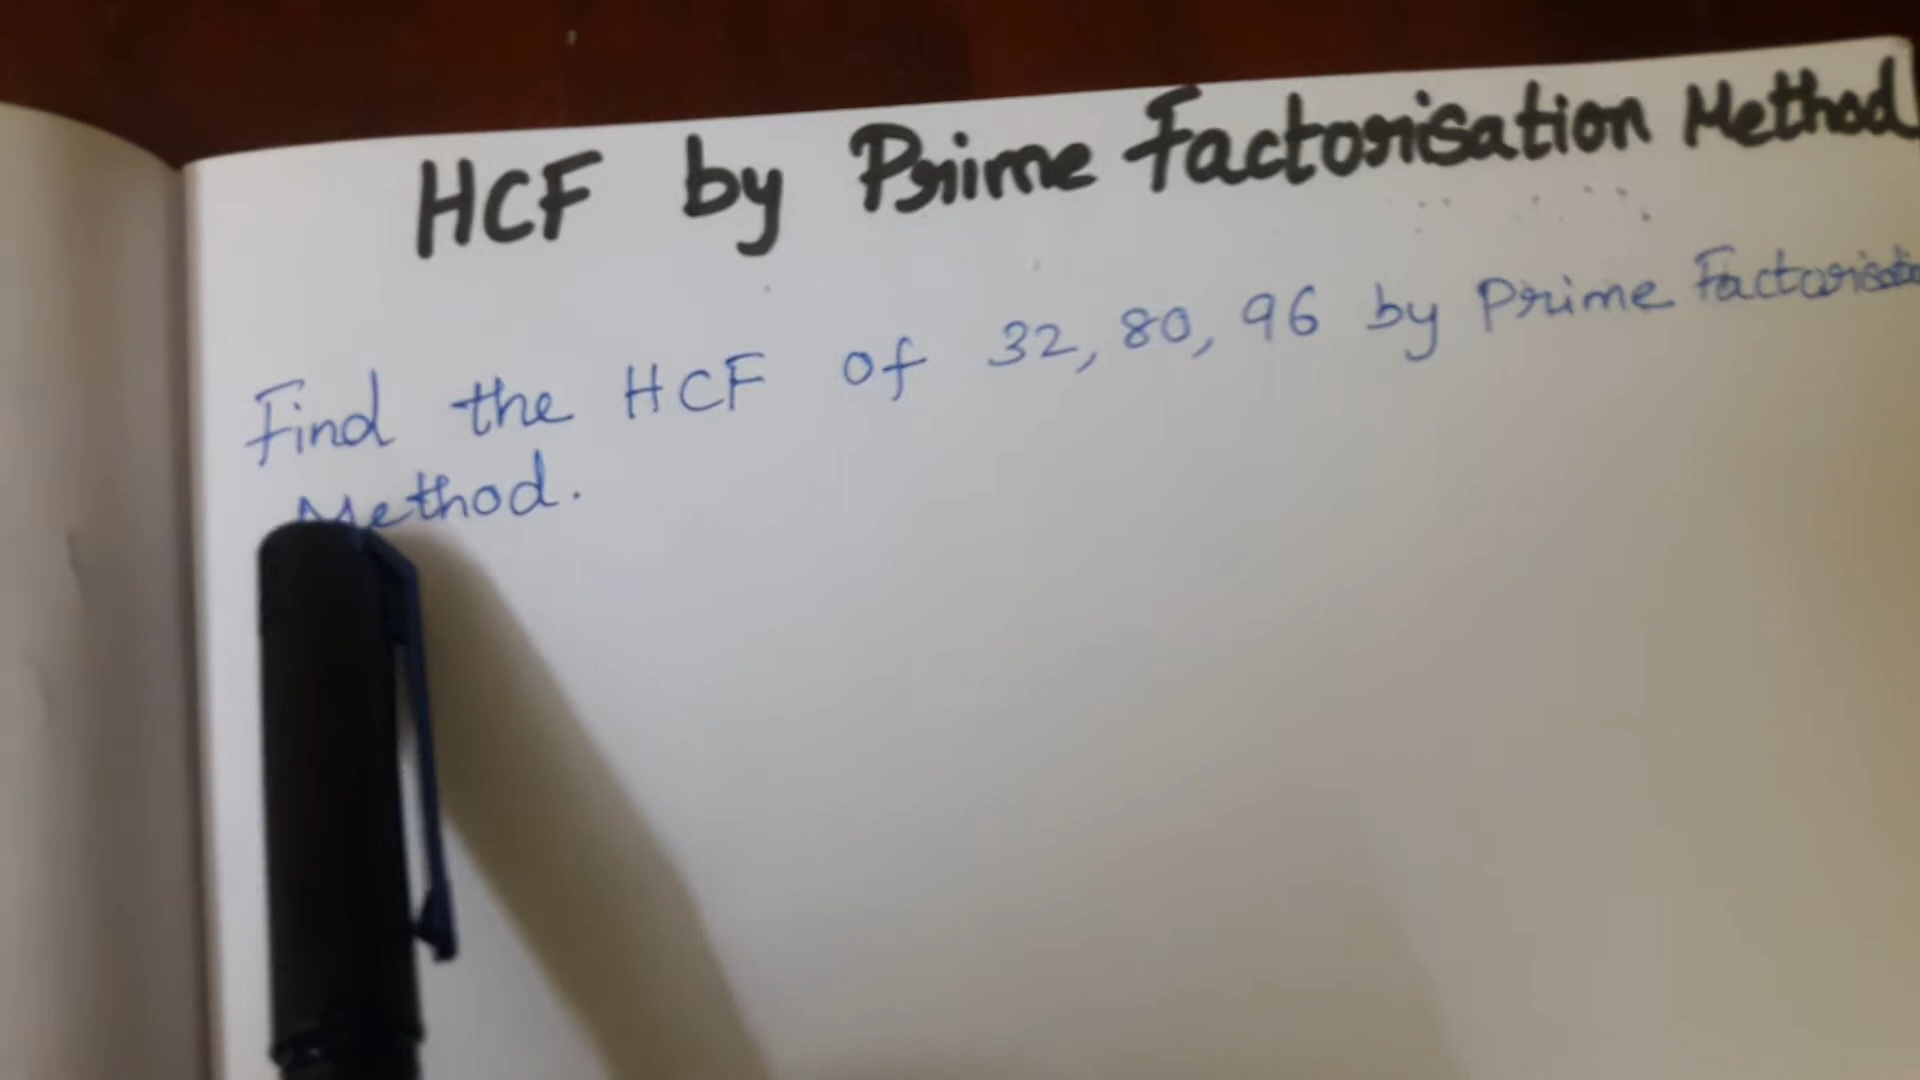 HCF by Prime Factorisation Method
Find the HCF of 32, 80, 96 by Prime
Method.